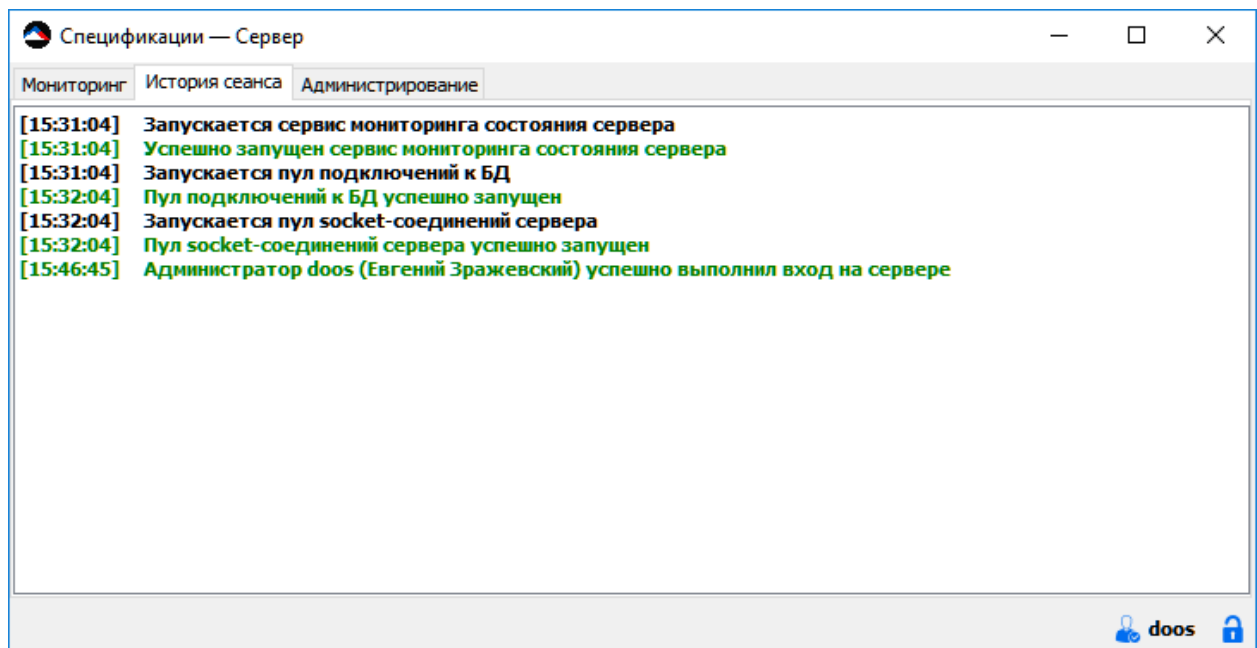 Спецификации — Сервер
Мониторинг История сеанса Администрирование
[15:31:04] Запускается сервис мониторинга состояния сервера
[15:31:04] Успешно запущен сервис мониторинга состояния сервера
[15:31:04] Запускается пул подключений к БД
[15:32:04] Пул подключений к БД успешно запущен
[15:32:04] Запускается пул socket-соединений сервера
[15:32:04] Пул socket-соединений сервера успешно запущен
[15:46:45] Администратор doos (Евгений Зражевский) успешно выполнил вход на сервере
doos